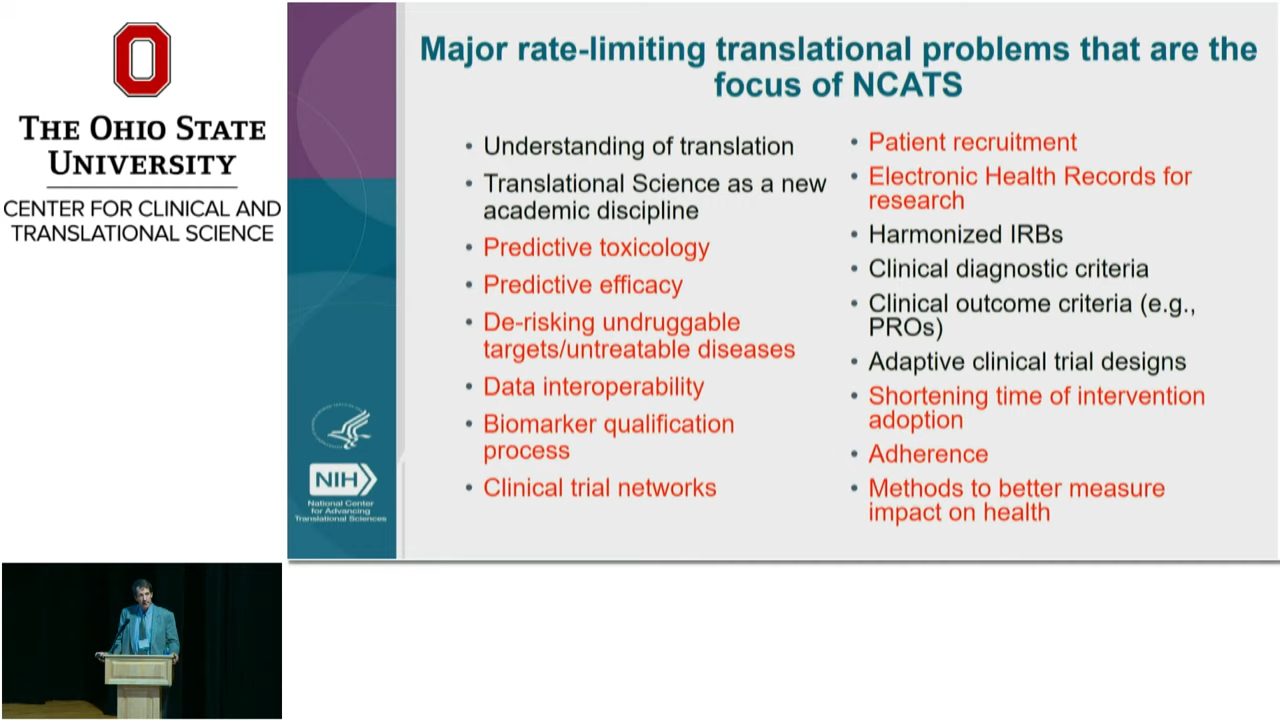 THE OHIO STATE
UNIVERSITY
CENTER FOR CLINICAL AND
TRANSLATIONAL SCIENCE
Major rate-limiting translational problems that are the
focus of NCATS
• Understanding of translation
• Translational Science as a new
academic discipline
• Predictive toxicology
• Predictive efficacy
• De-risking undruggable
targets/untreatable diseases
• Data interoperability
• Biomarker qualification
process
• Clinical trial networks
• Patient recruitment
• Electronic Health Records for
research
• Harmonized IRBs
• Clinical diagnostic criteria
• Clinical outcome criteria (e.g.,
PROs)
• Adaptive clinical trial designs
• Shortening time of intervention
adoption
• Adherence
• Methods to better measure
impact on health
NIH
National Center
for Advancing
Translational Sciences